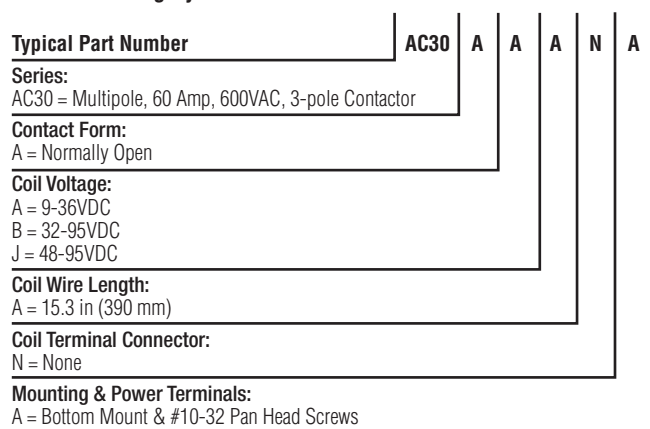 Typical Part Number AC30 A A A N A
Series:
AC30 = Multipole, 60 Amp, 600VAC, 3-pole Contactor
Contact Form:
A = Normally Open
Coil Voltage:
A = 9-36VDC
B = 32-95VDC
J = 48-95VDC
Coil Wire Length:
A = 15.3 in (390 mm)
Coil Terminal Connector:
N = None
Mounting & Power Terminals:
A = Bottom Mount & #10-32 Pan Head Screws